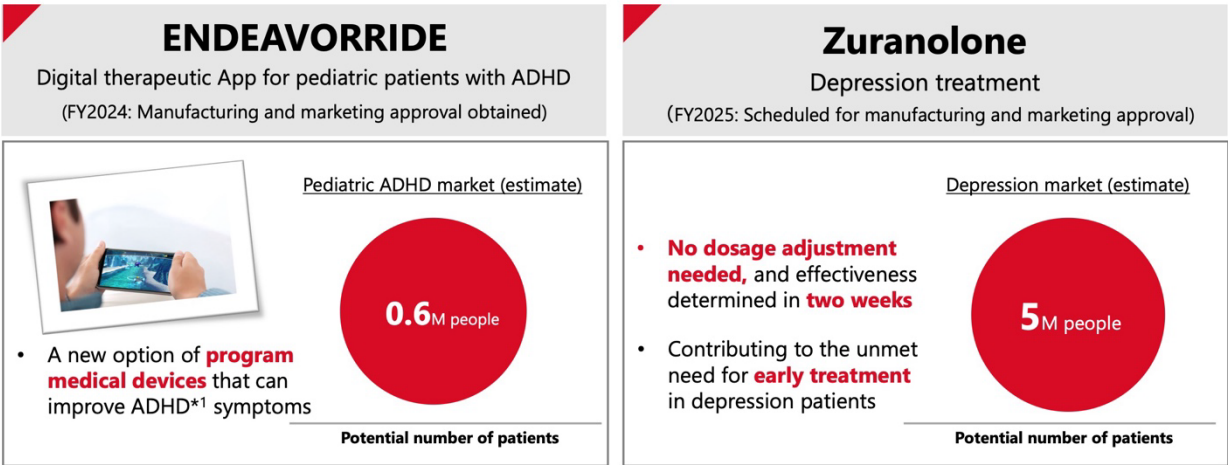 ENDEAVORRIDE
Digital therapeutic App for pediatric patients with ADHD
(FY2024: Manufacturing and marketing approval obtained)
Pediatric ADHD market (estimate)
0.6M people
• A new option of program
medical devices that can
improve ADHD*1 symptoms
Potential number of patients
Zuranolone
Depression treatment
(FY2025: Scheduled for manufacturing and marketing approval)
Depression market (estimate)
• No dosage adjustment
needed, and effectiveness
determined in two weeks
• Contributing to the unmet
need for early treatment
in depression patients
5M people
Potential number of patients